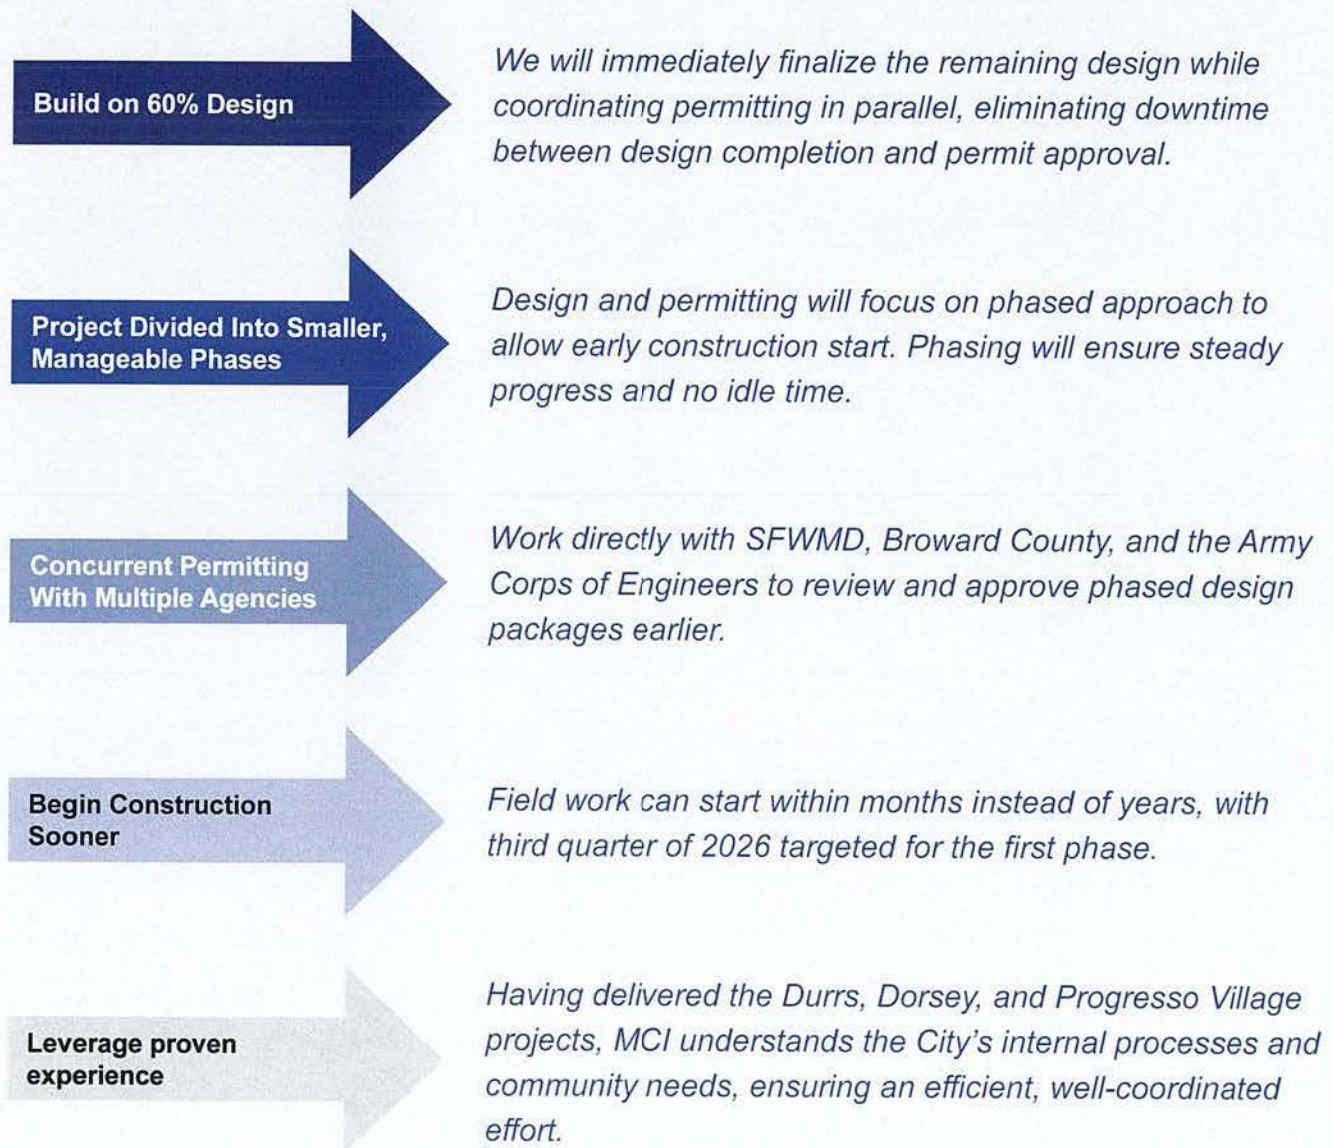 Build on 60% Design
We will immediately finalize the remaining design while
coordinating permitting in parallel, eliminating downtime
between design completion and permit approval.
Project Divided Into Smaller,
Manageable Phases
Design and permitting will focus on phased approach to
allow early construction start. Phasing will ensure steady
progress and no idle time.
Concurrent Permitting
With Multiple Agencies
Work directly with SFWMD, Broward County, and the Army
Corps of Engineers to review and approve phased design
packages earlier.
Begin Construction
Sooner
Field work can start within months instead of years, with
third quarter of 2026 targeted for the first phase.
Leverage proven
experience
Having delivered the Durrs, Dorsey, and Progresso Village
projects, MCI understands the City's internal processes and
community needs, ensuring an efficient, well-coordinated
effort.